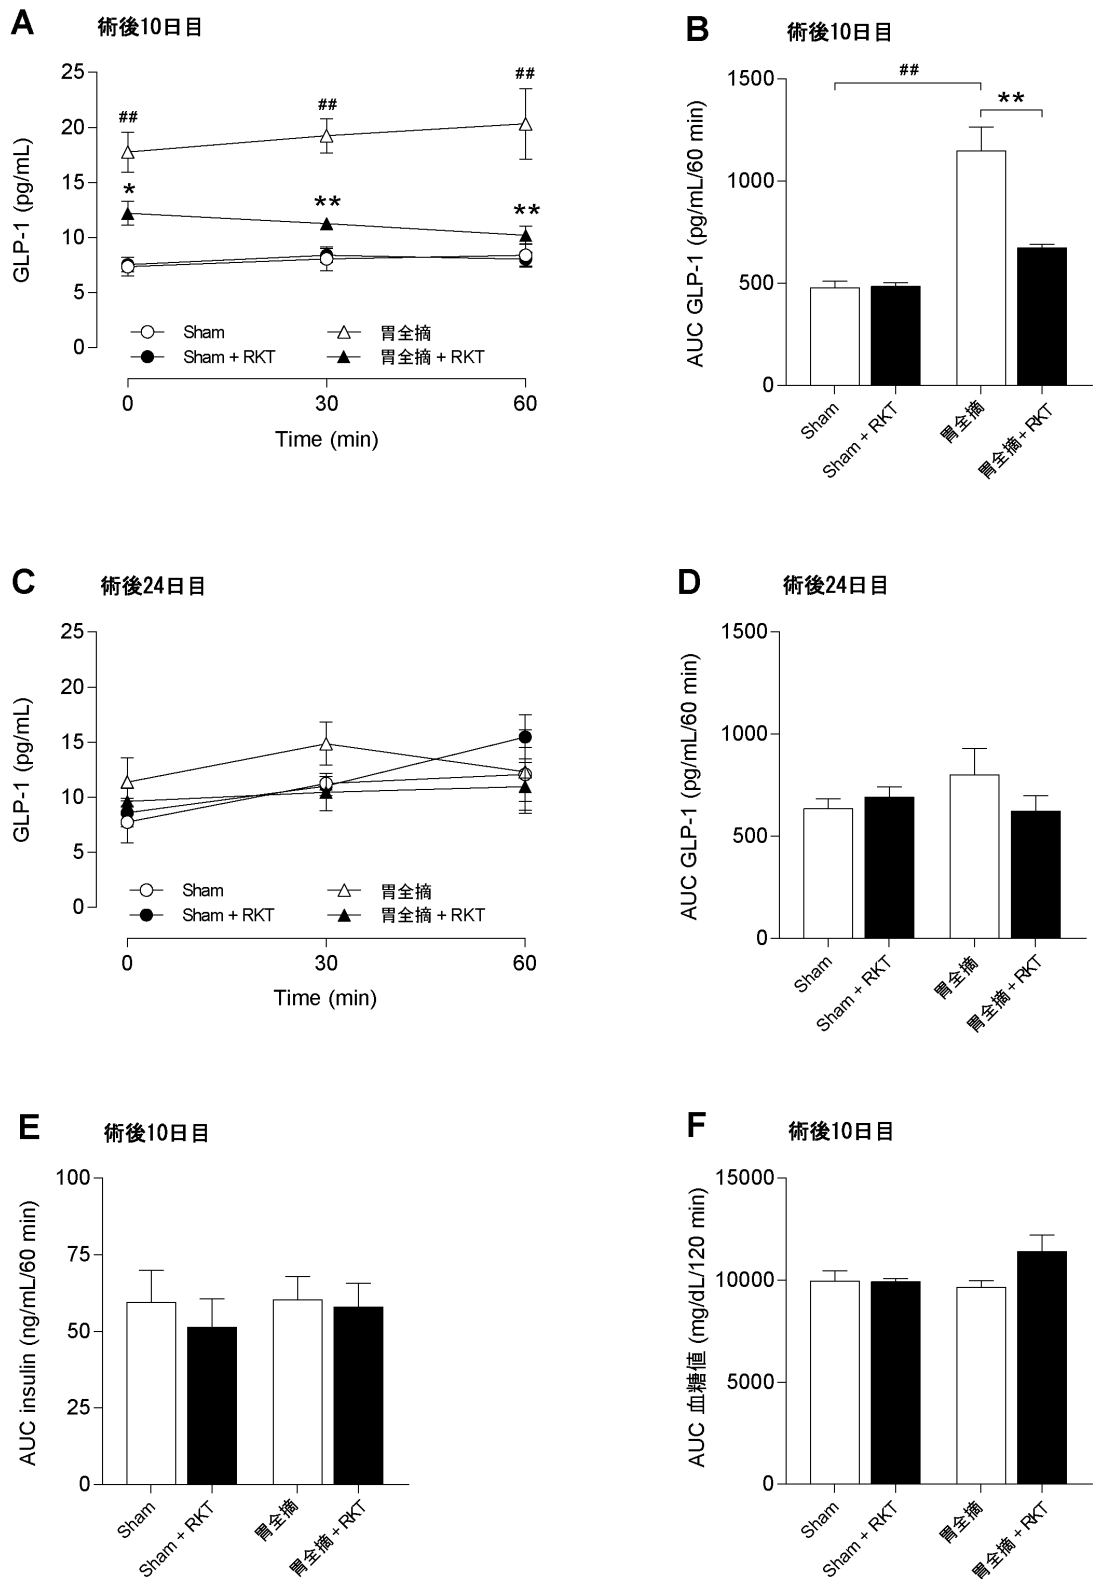 A 術後10日目
25
20
15
10
5
0
GLP-1 (pg/mL)
##
##
##
*
**
**
Sham
Sham + RKT
胃全摘
胃全摘 + RKT
0 30 60
Time (min)
B 術後10日目
1500
1000
500
0
AUC GLP-1 (pg/mL/60 min)
##
**
Sham
Sham + RKT
胃全摘
胃全摘 + RKT
C 術後24日目
25
20
15
10
5
0
GLP-1 (pg/mL)
Sham
Sham + RKT
胃全摘
胃全摘 + RKT
0 30 60
Time (min)
D 術後24日目
1500
1000
500
0
AUC GLP-1 (pg/mL/60 min)
Sham
Sham + RKT
胃全摘
胃全摘 + RKT
E 術後10日目
100
75
50
25
0
AUC insulin (ng/mL/60 min)
Sham
Sham + RKT
胃全摘
胃全摘 + RKT
F 術後10日目
15000
10000
5000
0
AUC 血糖値 (mg/dL/120 min)
Sham
Sham + RKT
胃全摘
胃全摘 + RKT